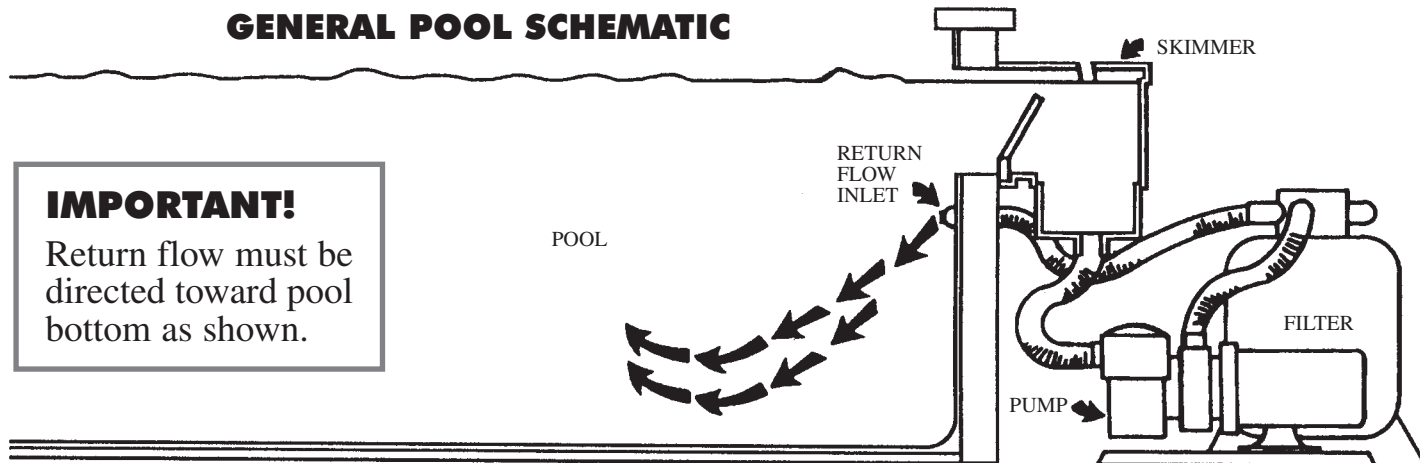 GENERAL POOL SCHEMATIC
SKIMMER
RETURN
FLOW
INLET
IMPORTANT!
Return flow must be
directed toward pool
bottom as shown.
POOL
FILTER
PUMP